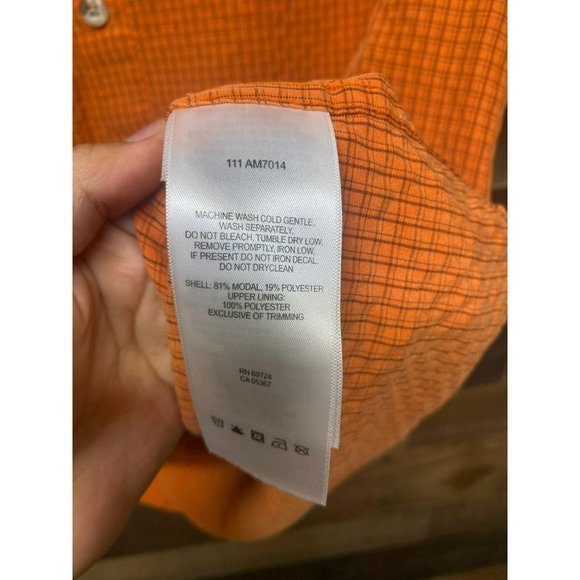 111 AM7014
MACHINE WASH COLD GENTLE,
WASH SEPARATELY,
DO NOT BLEACH, TUMBLE DRY LOW.
REMOVE PROMPTLY, IRON LOW.
IF PRESENT DO NOT IRON DECAL,
DO NOT DRYCLEAN
SHELL: 81% MODAL, 19% POLYESTER
UPPER LINING:
100% POLYESTER
EXCLUSIVE OF TRIMMING
RN 69724
CA 05367